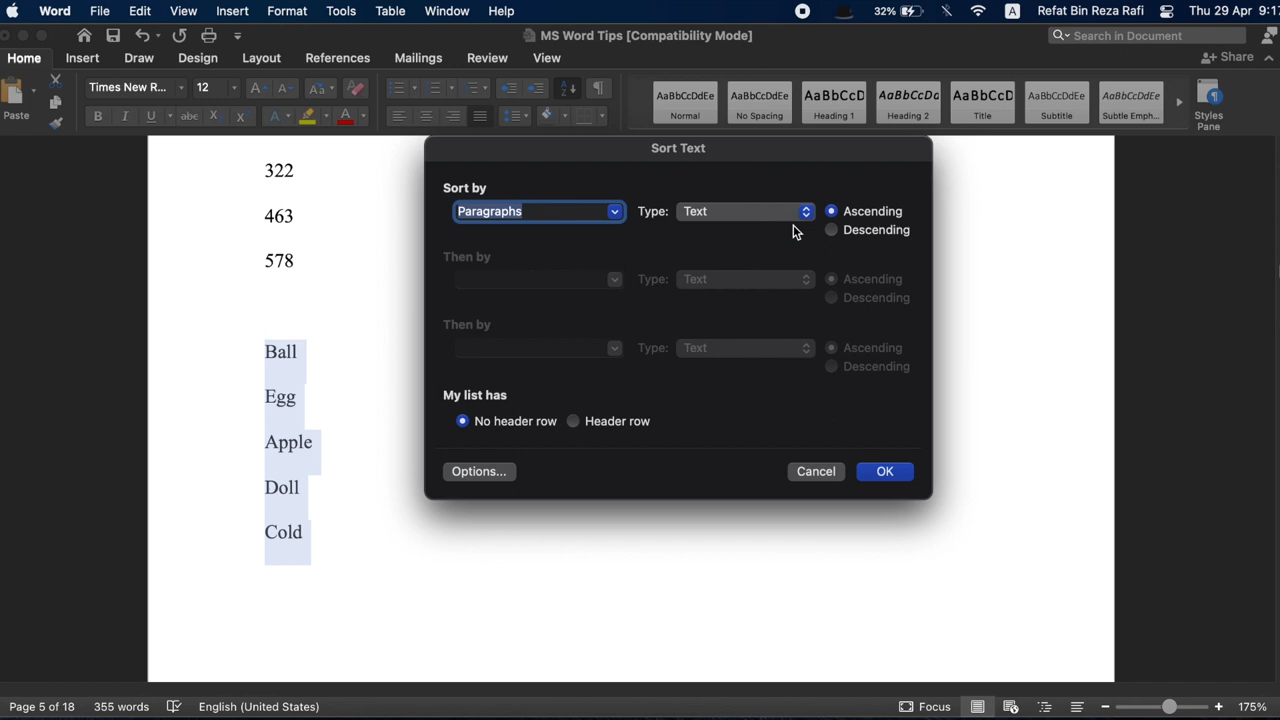 Word File Edit View Insert Format Tools Table Window Help 32% A Refat Bin Reza Rafi Thu 29 Apr 9:17
MS Word Tips [Compatibility Mode] Search in Document
Home Insert Draw Design Layout References Mailings Review View Share
Paste Times New R... 12 AaBbCcDdEe AaBbCcDdEe AaBbCcD AaBbCcDc AaBbCcD AaBbCcDdEe AaBbCcDdEe Styles
Normal No Spacing Heading 1 Heading 2 Title Subtitle Subtle Emph... Pane
322
463
578
Ball
Egg
Apple
Doll
Cold
Sort Text
Sort by
Paragraphs Type: Text Ascending
Descending
Then by
Type: Text Ascending
Descending
Then by
Type: Text Ascending
Descending
My list has
No header row Header row
Options... Cancel OK
Page 5 of 18 355 words English (United States) Focus 175%